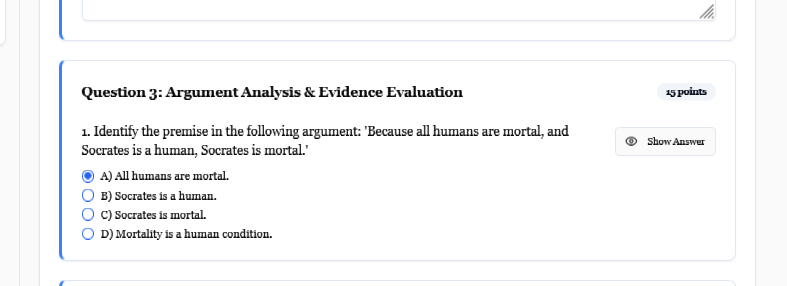 Question 3: Argument Analysis & Evidence Evaluation
15 points
1. Identify the premise in the following argument: 'Because all humans are mortal, and
Socrates is a human, Socrates is mortal.'
Show Answer
A) All humans are mortal.
B) Socrates is a human.
C) Socrates is mortal.
D) Mortality is a human condition.